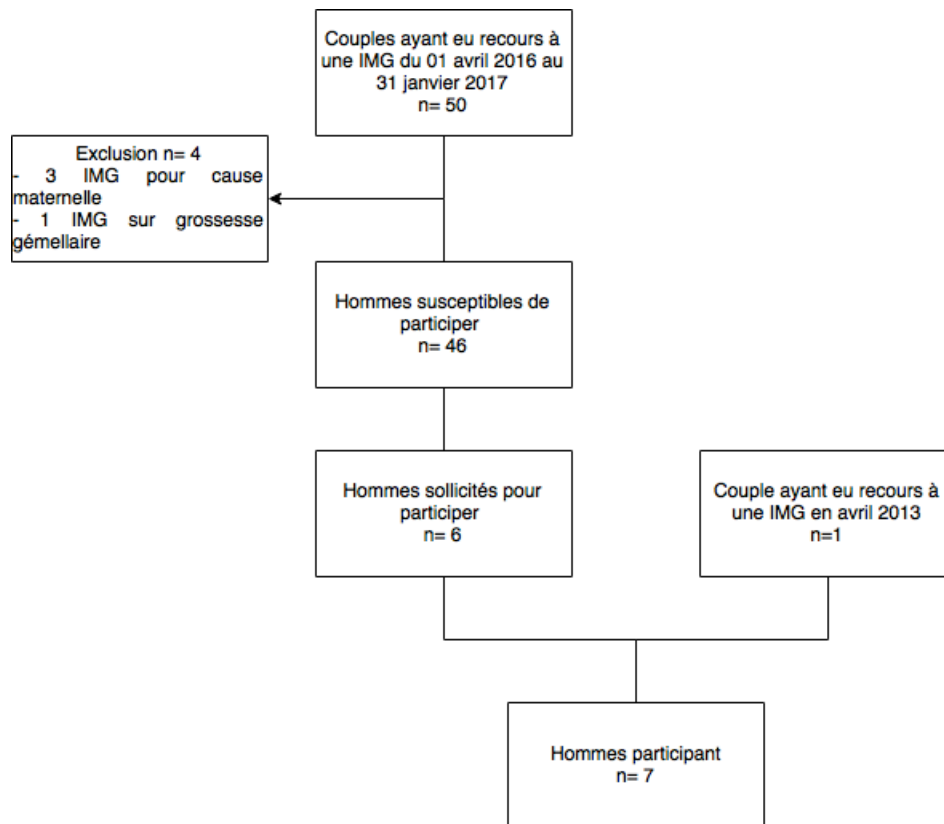 Couples ayant eu recours à
une IMG du 01 avril 2016 au
31 janvier 2017
n= 50
Exclusion n= 4
- 3 IMG pour cause
maternelle
- 1 IMG sur grossesse
gémellaire
Hommes susceptibles de
participer
n= 46
Hommes sollicités pour
participer
n= 6
Couple ayant eu recours à
une IMG en avril 2013
n=1
Hommes participant
n= 7